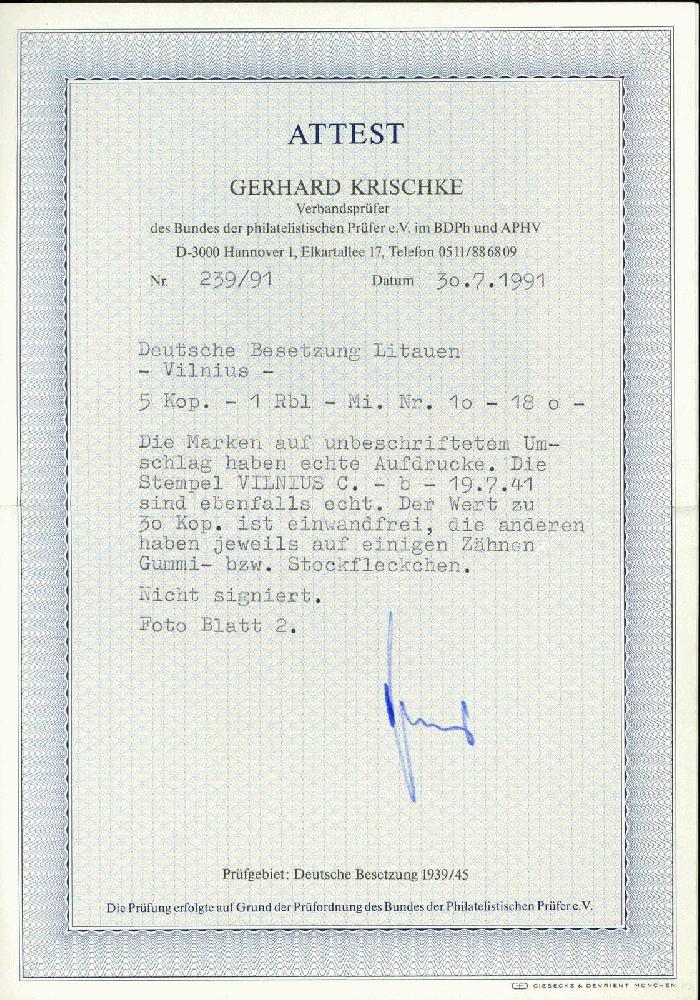 ATTEST
GERHARD KRISCHKE
Verbandsprüfer
des Bundes der philatelistischen Prüfer e.V. im BDPh und APHV
D-3000 Hannover 1, Elkartallee 17, Telefon 0511/886809
Nr. 239/91 Datum 3o.7.1991
Deutsche Besetzung Litauen
- Vilnius -
5 Kop. - 1 Rbl - Mi. Nr. 1o - 18 o -
Die Marken auf unbeschriftetem Um-
schlag haben echte Aufdrucke. Die
Stempel VILNIUS C. - b - 19.7.41
sind ebenfalls echt. Der Wert zu
3o Kop. ist einwandfrei, die anderen
haben jeweils auf einigen Zähnen
Gummi- bzw. Stockfleckchen.
Nicht signiert.
Foto Blatt 2.
Prüfgebiet: Deutsche Besetzung 1939/45
Die Prüfung erfolgte auf Grund der Prüfordnung des Bundes der Philatelistischen Prüfer e.V.
GIESECKE & DEVRIENT MÜNCHEN